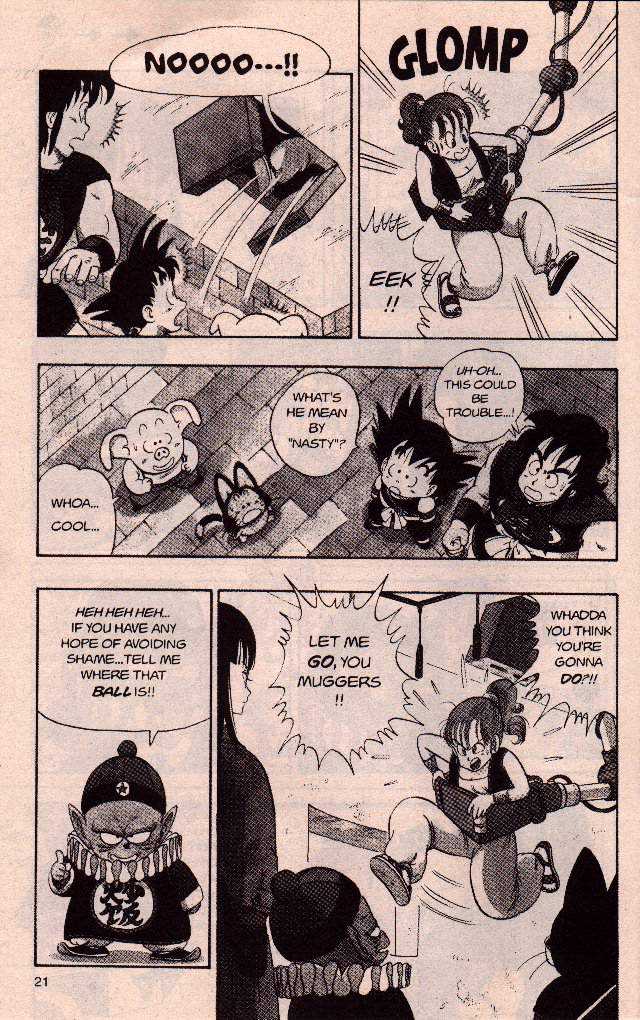 NOOOO---!!
GLOMP
EEK
!!
WHOA...
COOL...
WHAT'S
HE MEAN
BY
"NASTY"?
UH-OH...
THIS COULD
BE
TROUBLE...!
HEH HEH HEH...
IF YOU HAVE ANY
HOPE OF AVOIDING
SHAME...TELL ME
WHERE THAT
BALL IS!!
炒飯
LET ME
GO, YOU
MUGGERS
!!
WHADDA
YOU THINK
YOU'RE
GONNA
DO?!!
21